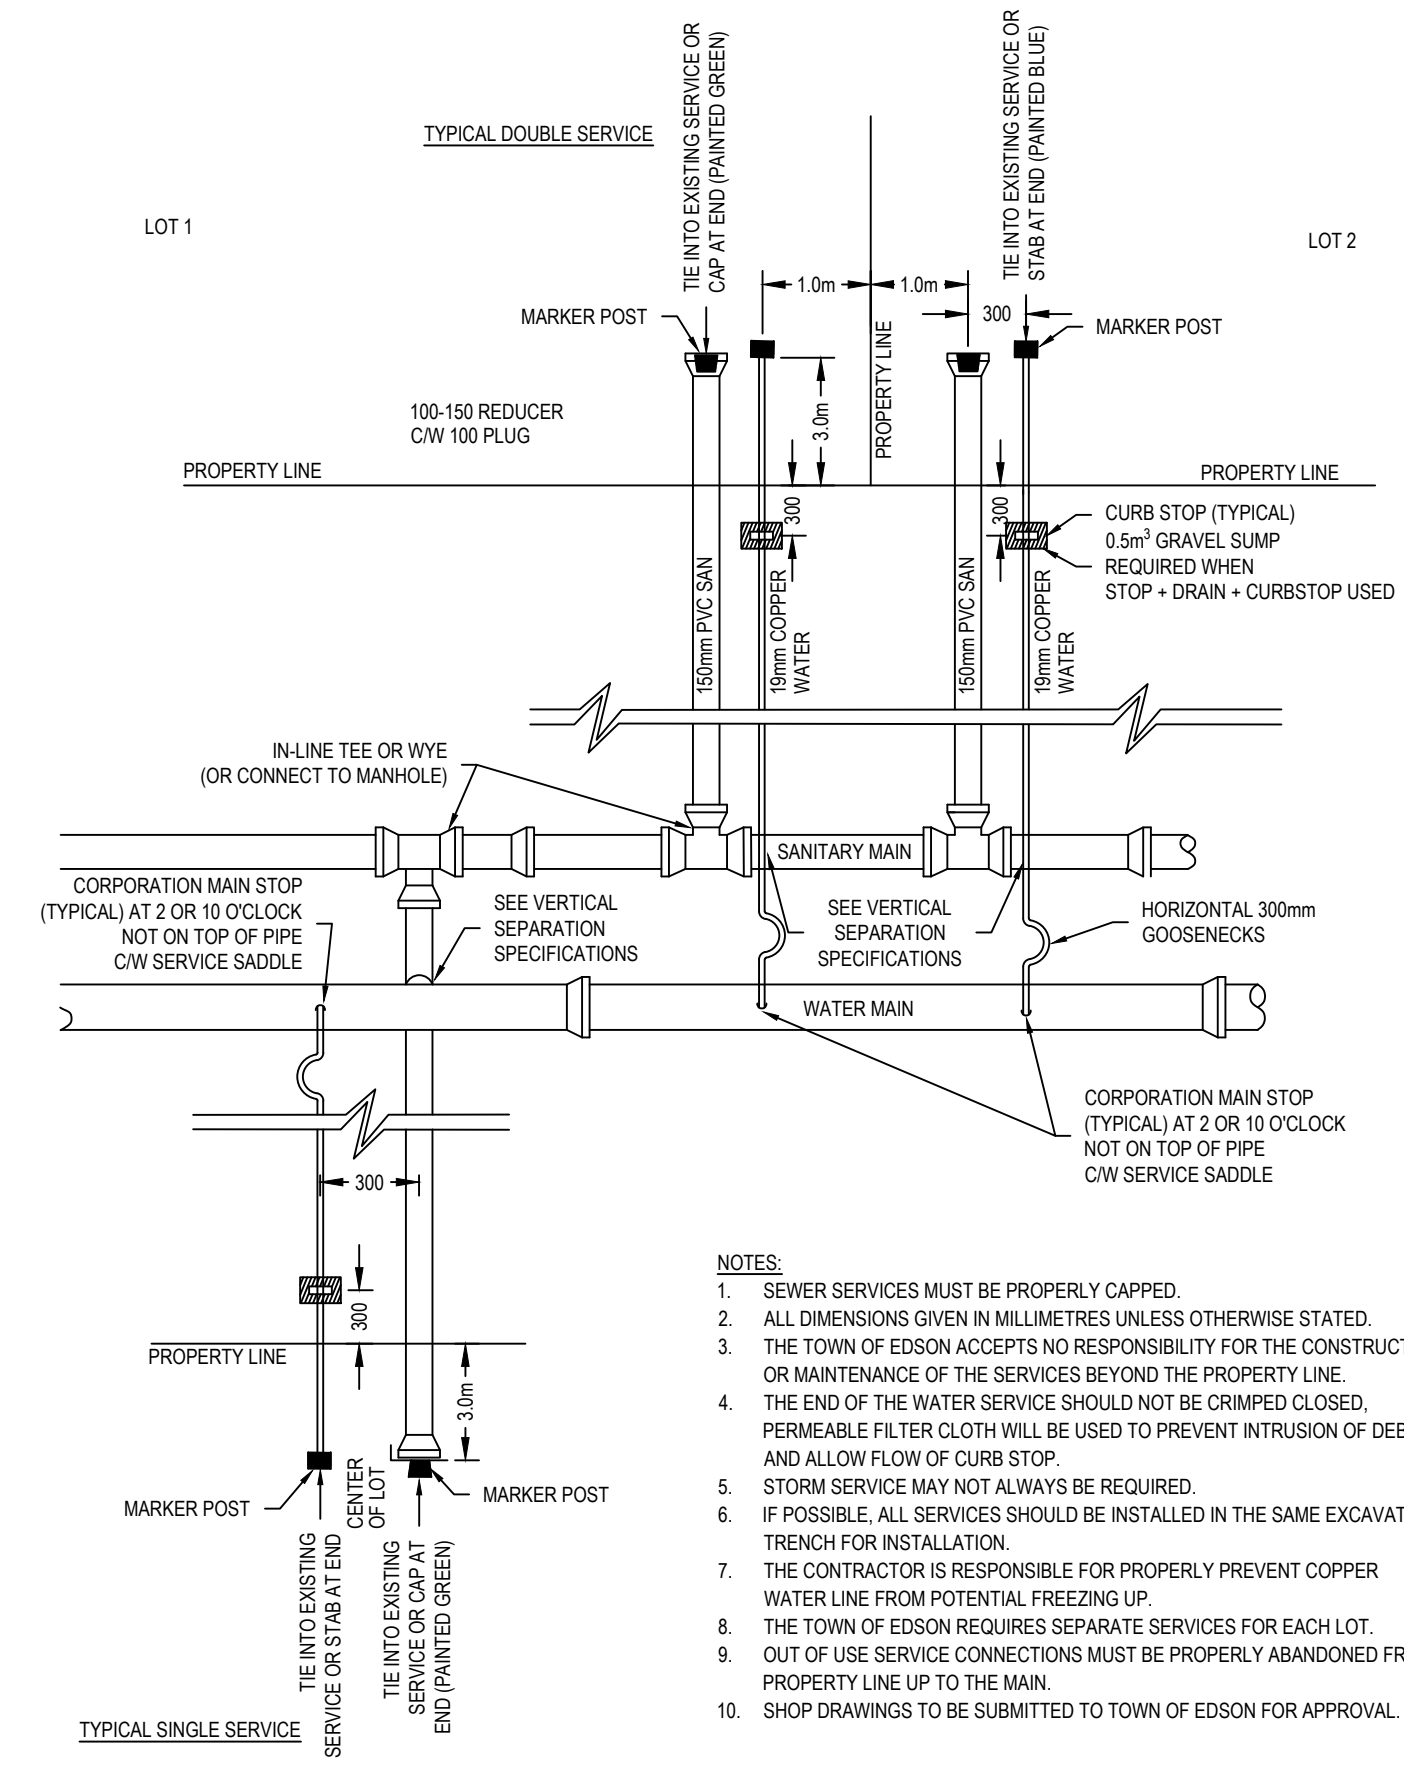 TIE INTO EXISTING SERVICE OR
CAP AT END (PAINTED GREEN)
TIE INTO EXISTING SERVICE OR
STAB AT END (PAINTED BLUE)
TYPICAL DOUBLE SERVICE
LOT 1
LOT 2
1.0m
1.0m
300
MARKER POST
MARKER POST
PROPERTY LINE
3.0m
100-150 REDUCER
C/W 100 PLUG
PROPERTY LINE
PROPERTY LINE
300
300
CURB STOP (TYPICAL)
0.5m³ GRAVEL SUMP
REQUIRED WHEN
STOP + DRAIN + CURBSTOP USED
150mm PVC SAN
19mm COPPER
WATER
150mm PVC SAN
19mm COPPER
WATER
IN-LINE TEE OR WYE
(OR CONNECT TO MANHOLE)
SANITARY MAIN
CORPORATION MAIN STOP
(TYPICAL) AT 2 OR 10 O'CLOCK
NOT ON TOP OF PIPE
C/W SERVICE SADDLE
SEE VERTICAL
SEPARATION
SPECIFICATIONS
SEE VERTICAL
SEPARATION
SPECIFICATIONS
HORIZONTAL 300mm
GOOSENECKS
WATER MAIN
CORPORATION MAIN STOP
(TYPICAL) AT 2 OR 10 O'CLOCK
NOT ON TOP OF PIPE
C/W SERVICE SADDLE
300
300
PROPERTY LINE
3.0m
MARKER POST
CENTER
OF LOT
MARKER POST
TIE INTO EXISTING
SERVICE OR STAB AT END
TIE INTO EXISTING
SERVICE OR CAP AT
END (PAINTED GREEN)
TYPICAL SINGLE SERVICE
NOTES:
1. SEWER SERVICES MUST BE PROPERLY CAPPED.
2. ALL DIMENSIONS GIVEN IN MILLIMETRES UNLESS OTHERWISE STATED.
3. THE TOWN OF EDSON ACCEPTS NO RESPONSIBILITY FOR THE CONSTRUCT
OR MAINTENANCE OF THE SERVICES BEYOND THE PROPERTY LINE.
4. THE END OF THE WATER SERVICE SHOULD NOT BE CRIMPED CLOSED,
PERMEABLE FILTER CLOTH WILL BE USED TO PREVENT INTRUSION OF DEB
AND ALLOW FLOW OF CURB STOP.
5. STORM SERVICE MAY NOT ALWAYS BE REQUIRED.
6. IF POSSIBLE, ALL SERVICES SHOULD BE INSTALLED IN THE SAME EXCAVAT
TRENCH FOR INSTALLATION.
7. THE CONTRACTOR IS RESPONSIBLE FOR PROPERLY PREVENT COPPER
WATER LINE FROM POTENTIAL FREEZING UP.
8. THE TOWN OF EDSON REQUIRES SEPARATE SERVICES FOR EACH LOT.
9. OUT OF USE SERVICE CONNECTIONS MUST BE PROPERLY ABANDONED FR
PROPERTY LINE UP TO THE MAIN.
10. SHOP DRAWINGS TO BE SUBMITTED TO TOWN OF EDSON FOR APPROVAL.